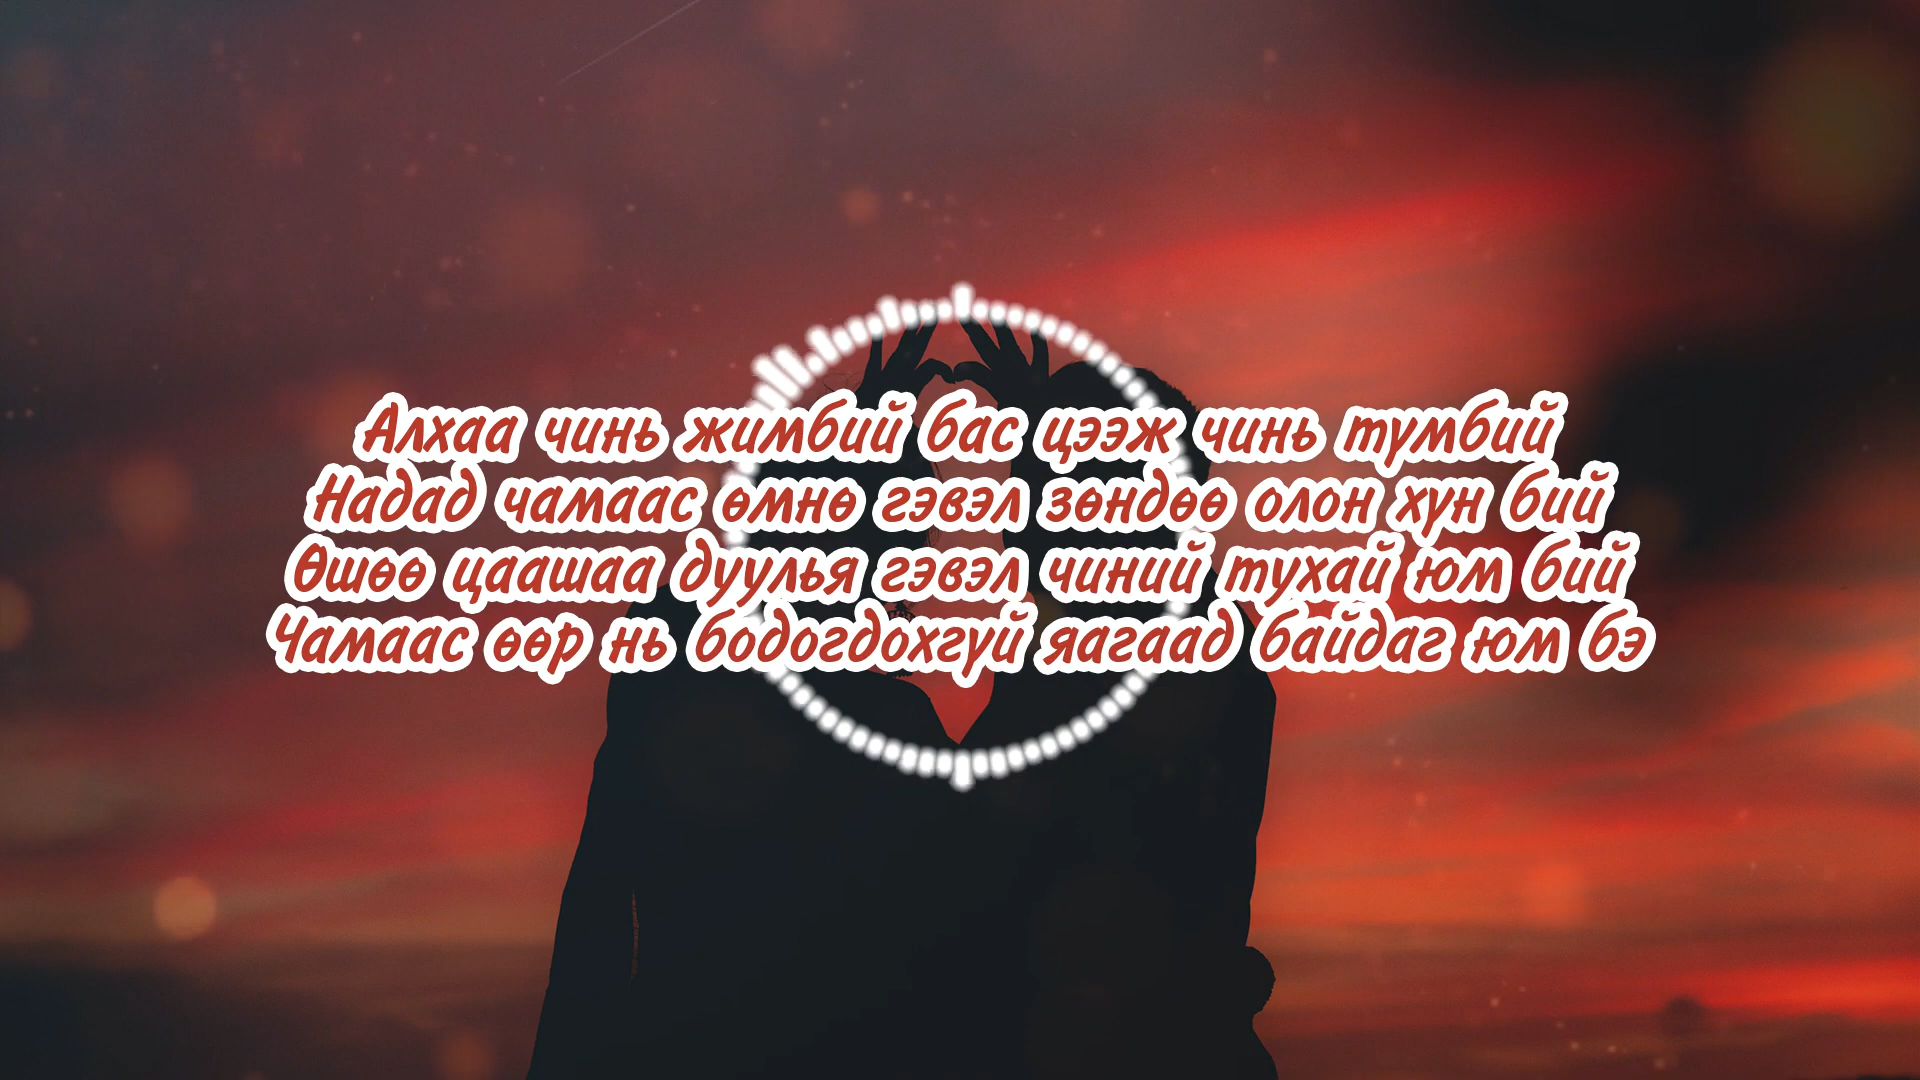 Алхаа чинь жимбий бас цээж чинь тумбий
Надад чамаас өмнө гэвэл зөндөө олон хүн бий
Өшөө цаашаа дуулья гэвэл чиний тухай юм бий
Чамаас өөр нь бодогдохгүй яагаад байдаг юм бэ